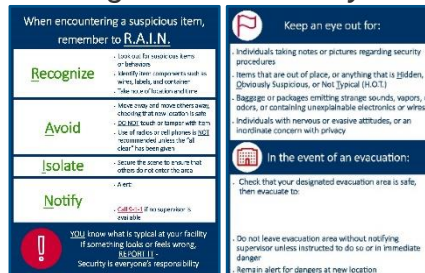 When encountering a suspicious item,
remember to R.A.I.N.
Recognize
- Look out for suspicious items
or behaviors
- Identify item components such as
wires, labels, and container
- Take note of location and time
Avoid
- Move away and move others away,
checking that new location is safe
- DO NOT touch or tamper with item
- Use of radios or cell phones is NOT
recommended unless the "all
clear" has been given
Isolate
- Secure the scene to ensure that
others do not enter the area
Notify
- Alert
- if no supervisor is
available
YOU know what is typical at your facility
If something looks or feels wrong,
REPORT IT -
Security is everyone's responsibility
Keep an eye out for:
- Individuals taking notes or pictures regarding security
procedures
- Items that are out of place, or anything that is Hidden,
Obviously Suspicious, or Not Typical (H.O.T.)
- Baggage or packages emitting strange sounds, vapors,
odors, or containing unexplainable electronics or wires
- Individuals with nervous or evasive attitudes, or an
inordinate concern with privacy
In the event of an evacuation:
- Check that your designated evacuation area is safe,
then evacuate to:
- Do not leave evacuation area without notifying
supervisor unless instructed to do so or in immediate
danger
- Remain alert for dangers at new location